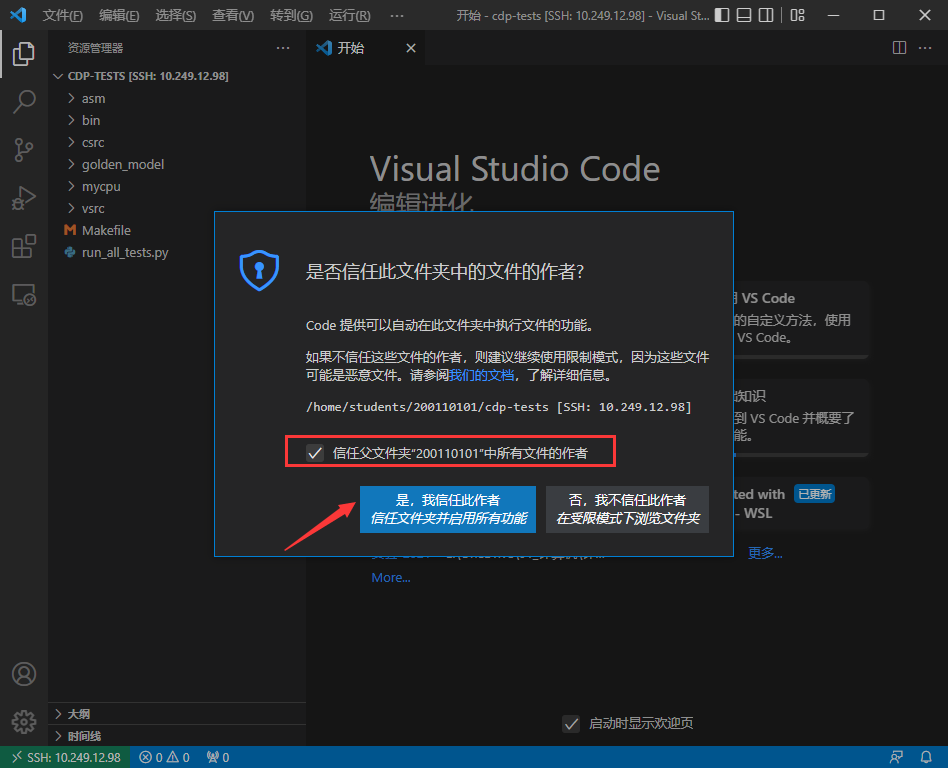 文件(F) 编辑(E) 选择(S) 查看(V) 转到(G) 运行(R) ··· 开始 - cdp-tests [SSH: 10.249.12.98] - Visual St...
资源管理器 ···
开始
CDP-TESTS [SSH: 10.249.12.98]
asm
bin
csrc
golden_model
mycpu
vsrc
Makefile
run_all_tests.py
Visual Studio Code
编辑进化
是否信任此文件夹中的文件的作者?
Code 提供可以自动在此文件夹中执行文件的功能。
如果不信任这些文件的作者，则建议继续使用限制模式，因为这些文件
可能是恶意文件。请参阅我们的文档，了解详细信息。
/home/students/200110101/cdp-tests [SSH: 10.249.12.98]
信任父文件夹“200110101”中所有文件的作者
是，我信任此作者
信任文件夹并启用所有功能
否，我不信任此作者
在受限模式下浏览文件夹
VS Code
的自定义方法，使用
VS Code。
知识
到 VS Code 并概要了
能。
ted with 已更新
- WSL
More...
更多...
启动时显示欢迎页
大纲
时间线
SSH: 10.249.12.98 0 0 0